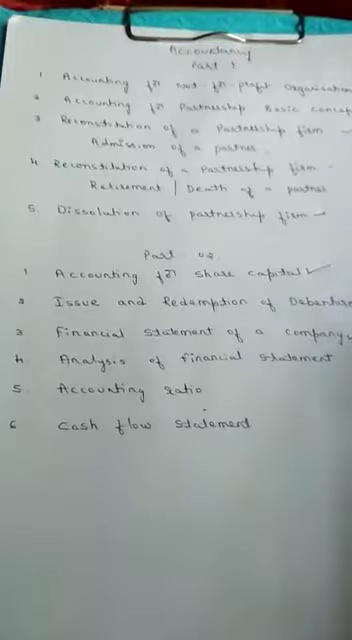 Accountancy
Part 1
1 Accounting for not-for-profit Organisation
2 Accounting for Partnership Basic concep
3 Reconstitution of a Partnership firm -
Admission of a partner.
4 Reconstitution of a Partnership firm -
Retirement / Death of a partner
5. Dissolution of partnership firm -
Part 02
1 Accounting for share capital ✓
2 Issue and Redemption of Debenture
3 Financial statement of a company
4 Analysis of financial statement
5. Accounting ratio
6 Cash flow statement